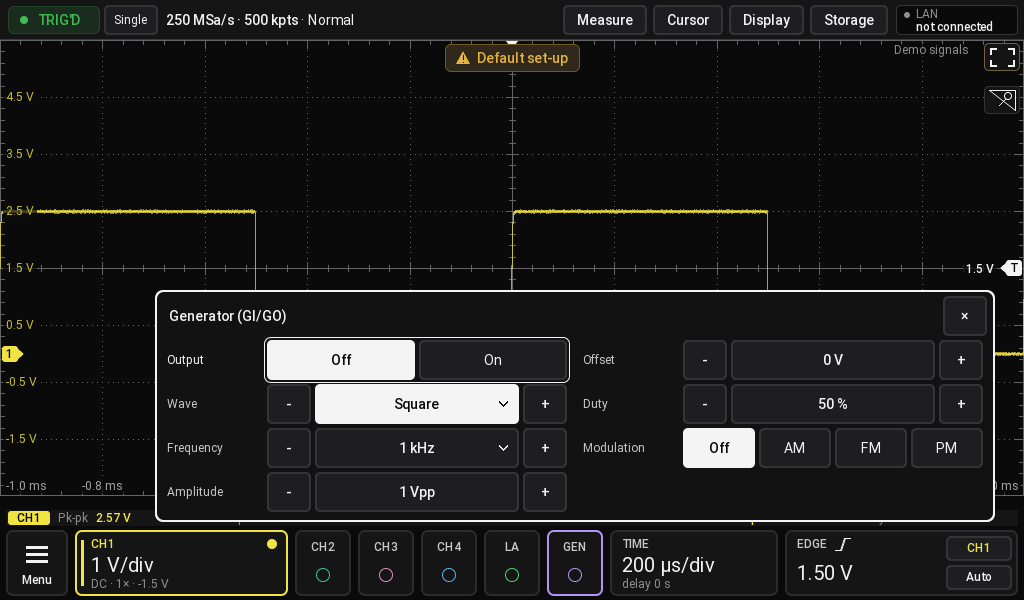 TRIG'D
Single
250 MSa/s · 500 kpts · Normal
Measure
Cursor
Display
Storage
LAN
not connected
Default set-up
Demo signals
4.5 V
3.5 V
2.5 V
1.5 V
1.5 V
T
0.5 V
1
-0.5 V
-1.5 V
-1.0 ms
-0.8 ms
Generator (GI/GO)
×
Output
Off
On
Offset
-
0 V
+
Wave
-
Square
+
Duty
-
50 %
+
Frequency
-
1 kHz
+
Modulation
Off
AM
FM
PM
Amplitude
-
1 Vpp
+
CH1
Pk-pk
2.57 V
Menu
CH1
1 V/div
DC · 1× · -1.5 V
CH2
CH3
CH4
LA
GEN
TIME
200 µs/div
delay 0 s
EDGE
1.50 V
CH1
Auto